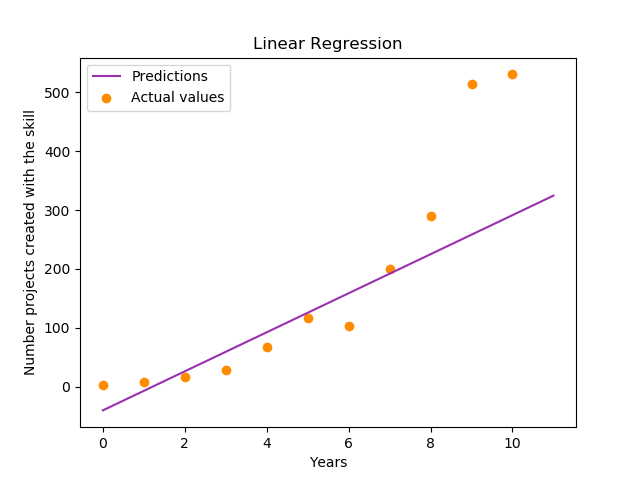 Linear Regression
Predictions
Actual values
Number projects created with the skill
500
400
300
200
100
0
0 2 4 6 8 10
Years